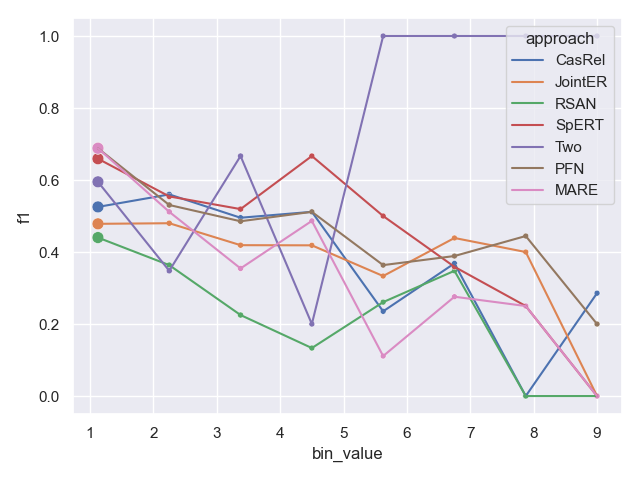 approach
CasRel
JointER
RSAN
SpERT
Two
PFN
MARE
f1
1.0
0.8
0.6
0.4
0.2
0.0
1 2 3 4 5 6 7 8 9
bin_value